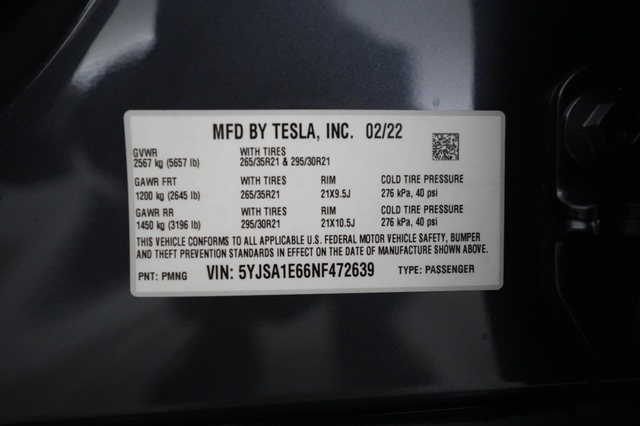 MFD BY TESLA, INC. 02/22
GVWR WITH TIRES
2567 kg (5657 lb) 265/35R21 & 295/30R21
GAWR FRT WITH TIRES RIM COLD TIRE PRESSURE
1200 kg (2645 lb) 265/35R21 21X9.5J 276 kPa, 40 psi
GAWR RR WITH TIRES RIM COLD TIRE PRESSURE
1450 kg (3196 lb) 295/30R21 21X10.5J 276 kPa, 40 psi
THIS VEHICLE CONFORMS TO ALL APPLICABLE U.S. FEDERAL MOTOR VEHICLE SAFETY, BUMPER
AND THEFT PREVENTION STANDARDS IN EFFECT ON THE DATE OF MANUFACTURE SHOWN ABOVE.
PNT: PMNG VIN: 5YJSA1E66NF472639 TYPE: PASSENGER